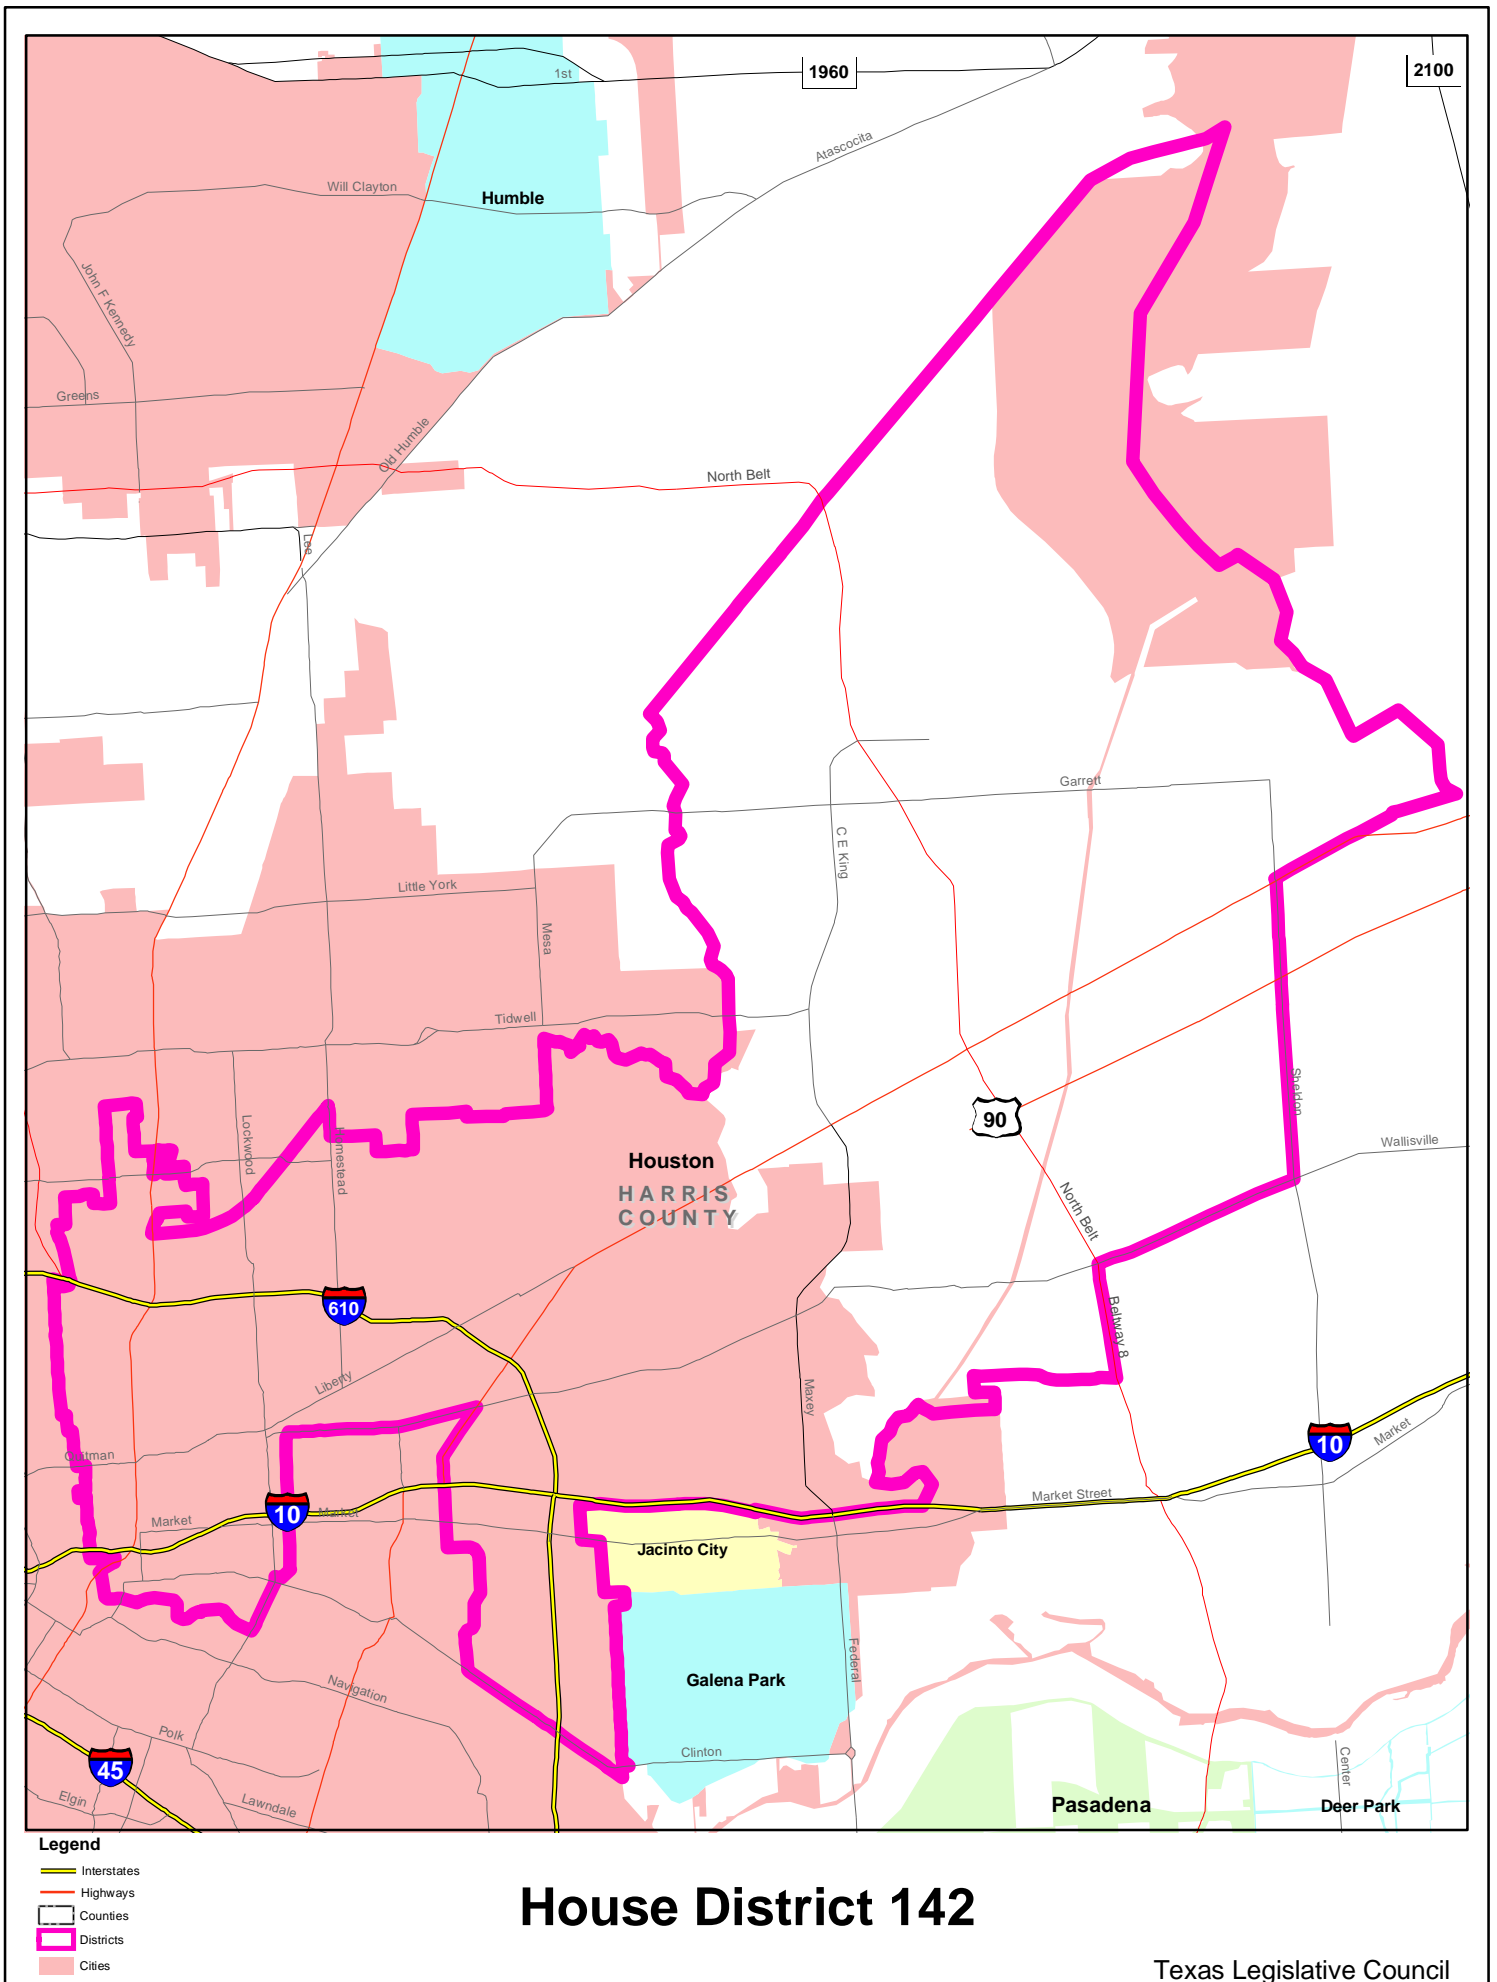 1960
2100
1st
Atascocita
Will Clayton
Humble
John F Kennedy
Greens
Old Humble
North Belt
Lee
Garrett
C E King
Little York
Mesa
Tidwell
Sheldon
90
Lockwood
Homestead
Wallisville
Houston
HARRIS
COUNTY
North Belt
610
Beltway 8
Liberty
Maxey
10
Market
Quitman
10
Market
Market
Market Street
Jacinto City
Federal
Galena Park
Navigation
Polk
Clinton
45
Center
Elgin
Lawndale
Pasadena
Deer Park
Legend
Interstates
Highways
Counties
Districts
Cities
House District 142
Texas Legislative Council